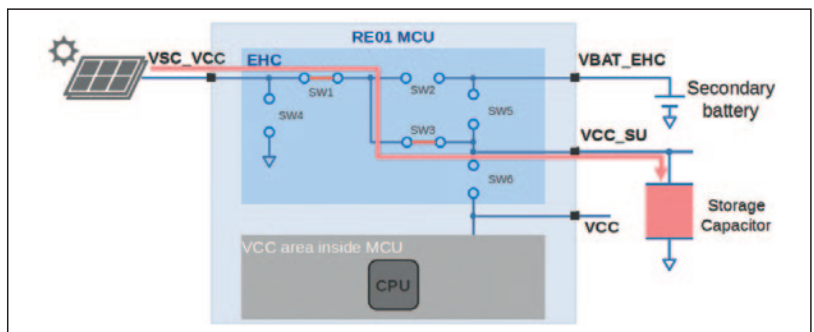 RE01 MCU
VSC_VCC
EHC
VBAT_EHC
SW1
SW2
Secondary
battery
SW4
SW5
SW3
VCC_SU
SW6
Storage
Capacitor
VCC
VCC area inside MCU
CPU